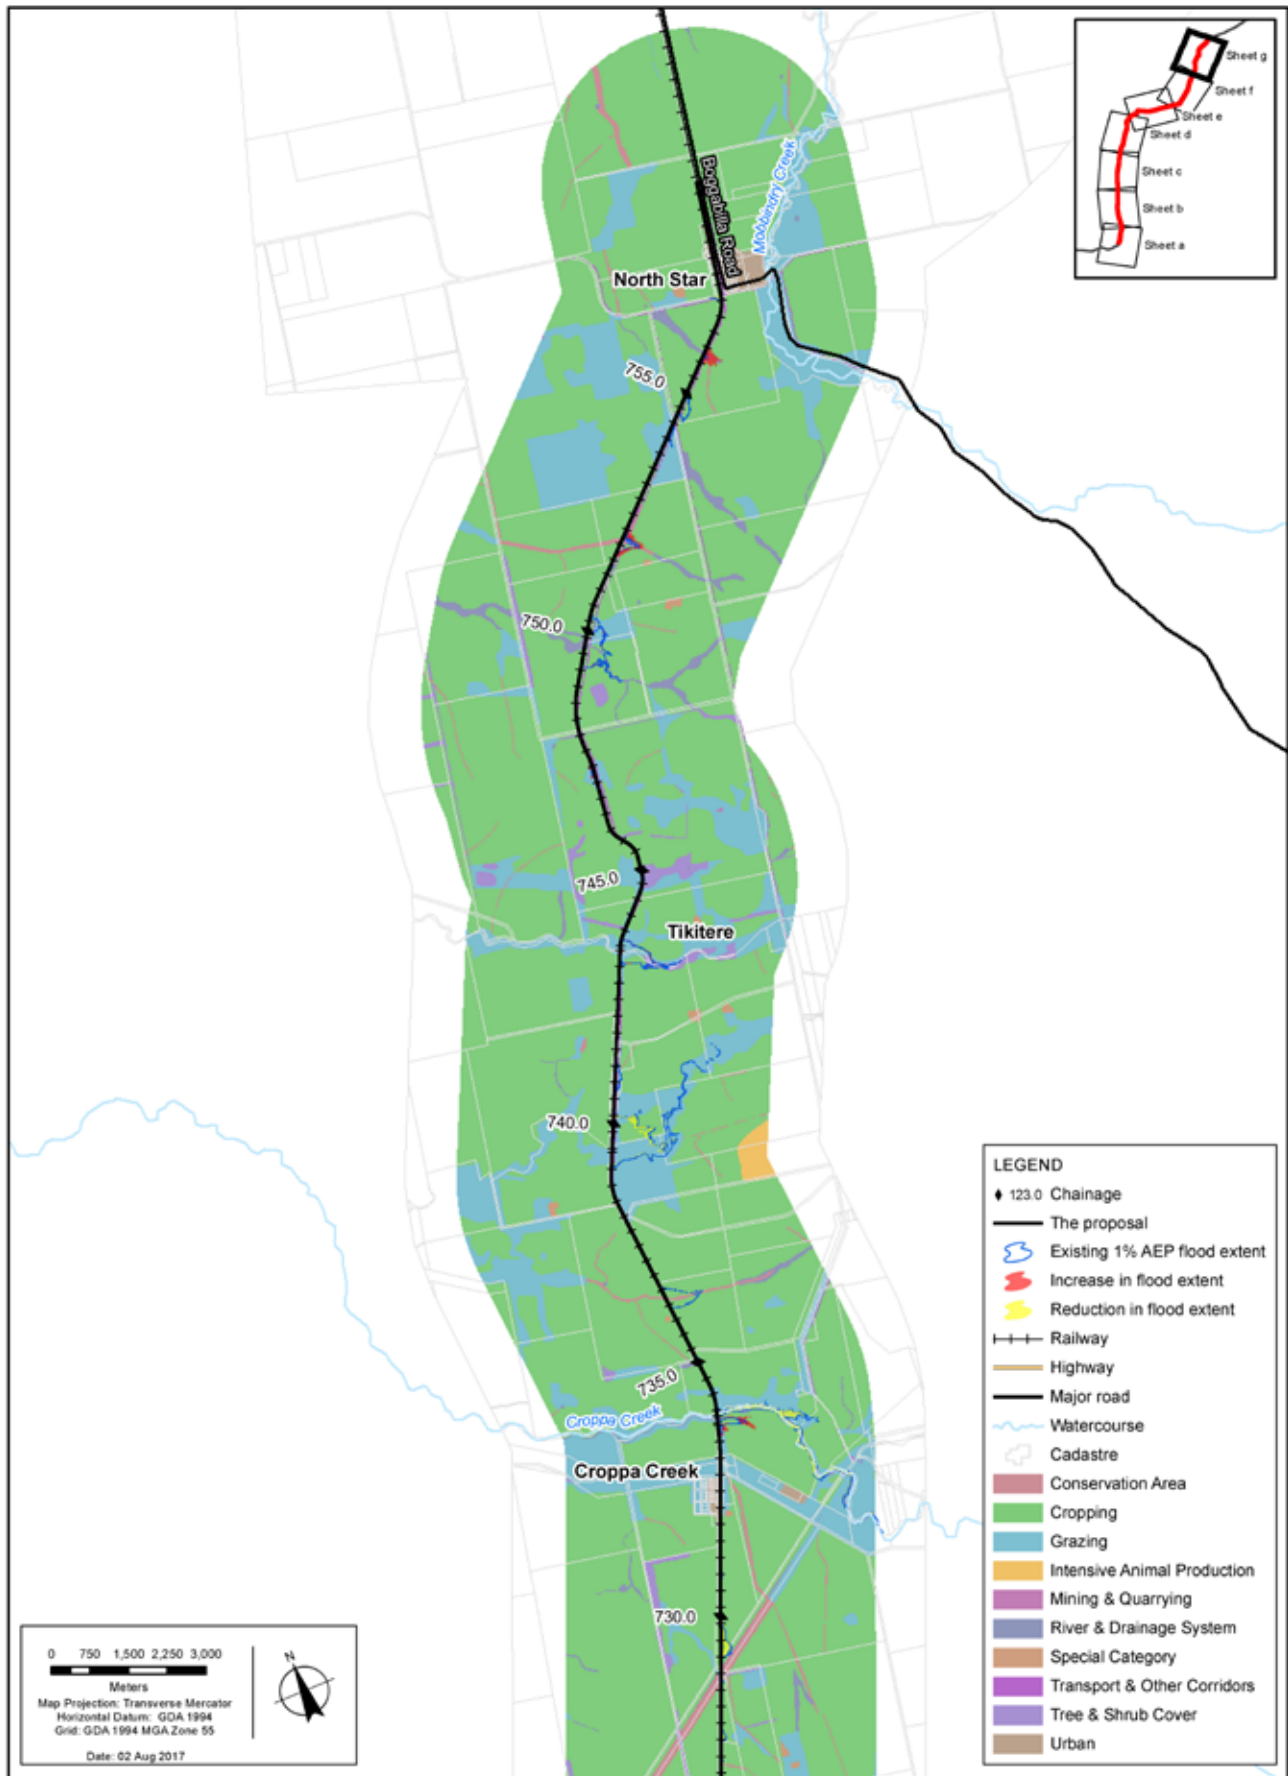 Sheet g
Sheet f
Sheet e
Sheet d
Sheet c
Sheet b
Sheet a
Mobbindry Creek
Boggabilla Road
North Star
755.0
750.0
745.0
Tikitere
740.0
735.0
Croppa Creek
Croppa Creek
730.0
LEGEND
123.0 Chainage
The proposal
Existing 1% AEP flood extent
Increase in flood extent
Reduction in flood extent
Railway
Highway
Major road
Watercourse
Cadastre
Conservation Area
Cropping
Grazing
Intensive Animal Production
Mining & Quarrying
River & Drainage System
Special Category
Transport & Other Corridors
Tree & Shrub Cover
Urban
0 750 1,500 2,250 3,000
Meters
Map Projection: Transverse Mercator
Horizontal Datum: GDA 1994
Grid: GDA 1994 MGA Zone 55
Date: 02 Aug 2017
N